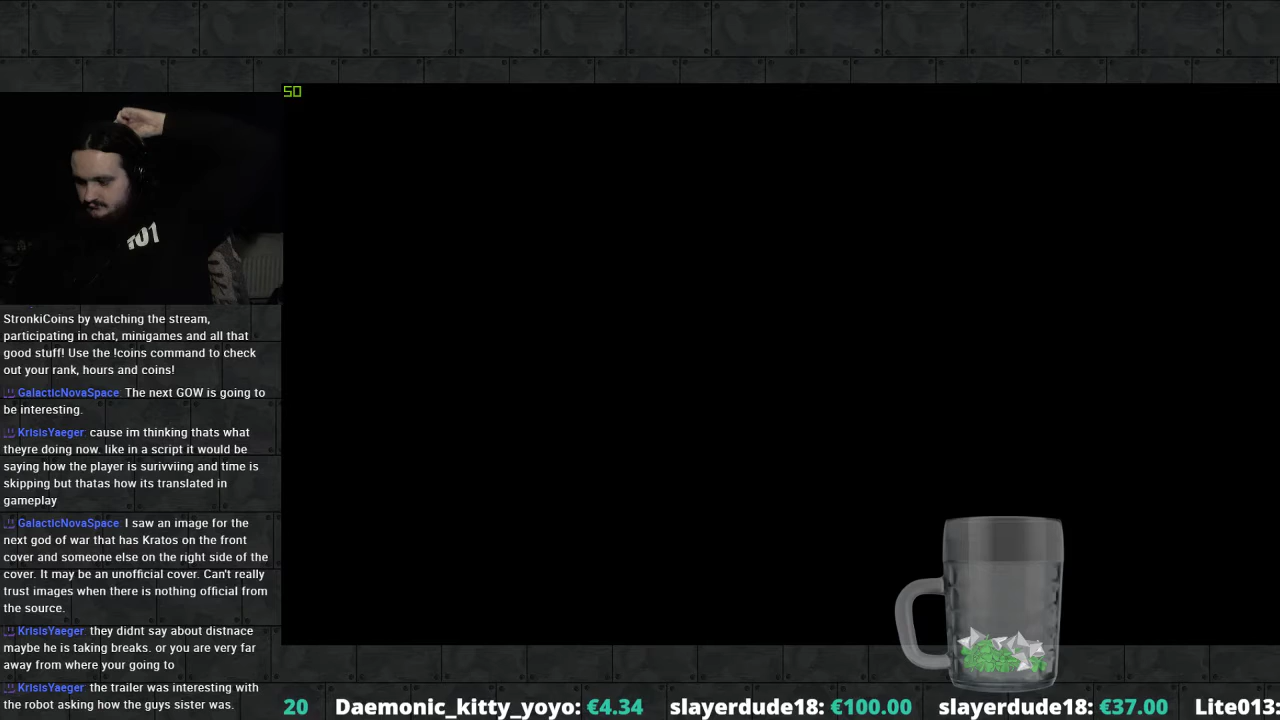 50
101
StronkiCoins by watching the stream,
participating in chat, minigames and all that
good stuff! Use the !coins command to check
out your rank, hours and coins!
GalacticNovaSpace: The next GOW is going to
be interesting.
KrisisYaeger: cause im thinking thats what
theyre doing now. like in a script it would be
saying how the player is surivviing and time is
skipping but thatas how its translated in
gameplay
GalacticNovaSpace: I saw an image for the
next god of war that has Kratos on the front
cover and someone else on the right side of the
cover. It may be an unofficial cover. Can't really
trust images when there is nothing official from
the source.
KrisisYaeger: they didnt say about distnace
maybe he is taking breaks. or you are very far
away from where your going to
KrisisYaeger: the trailer was interesting with
the robot asking how the guys sister was.
20 Daemonic_kitty_yoyo: €4.34 slayerdude18: €100.00 slayerdude18: €37.00 Lite013: